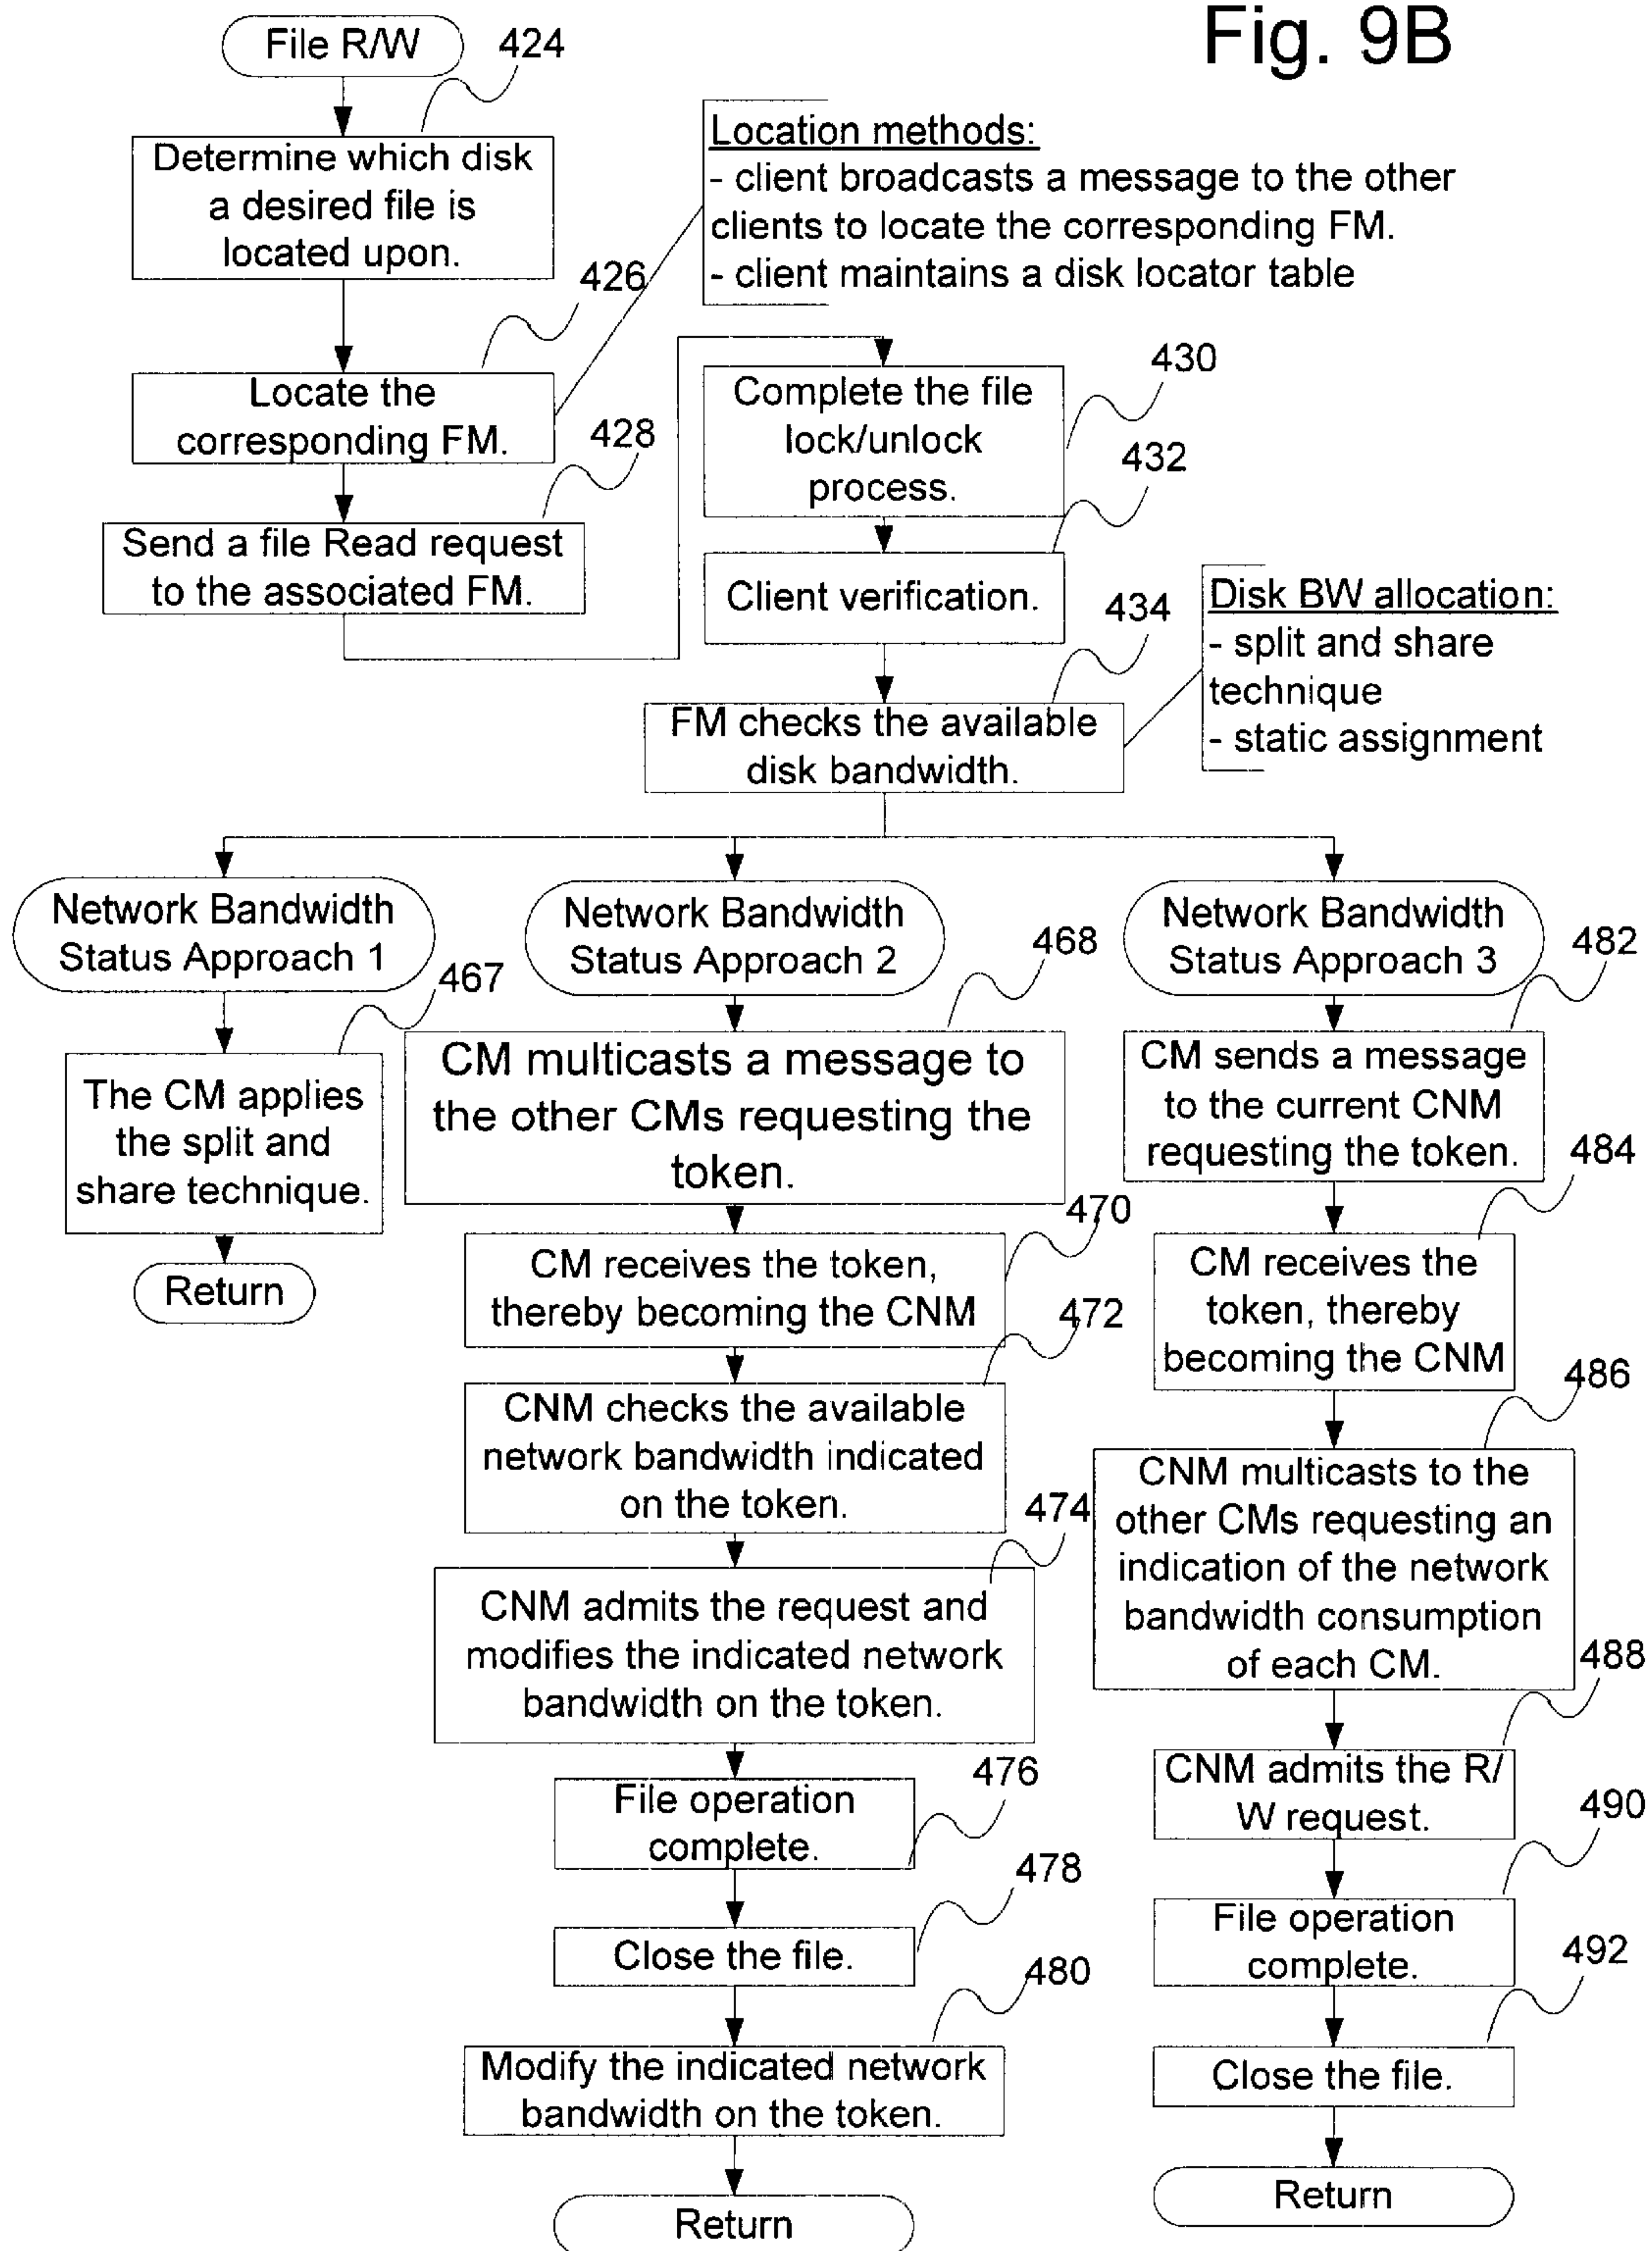 Fig. 9B
File R/W
424
Determine which disk
a desired file is
located upon.
Location methods:
- client broadcasts a message to the other
clients to locate the corresponding FM.
- client maintains a disk locator table
426
Locate the
corresponding FM.
428
Send a file Read request
to the associated FM.
430
Complete the file
lock/unlock
process.
432
Client verification.
434
FM checks the available
disk bandwidth.
Disk BW allocation:
- split and share
technique
- static assignment
Network Bandwidth
Status Approach 1
467
The CM applies
the split and
share technique.
Return
Network Bandwidth
Status Approach 2
468
CM multicasts a message to
the other CMs requesting the
token.
470
CM receives the token,
thereby becoming the CNM
472
CNM checks the available
network bandwidth indicated
on the token.
474
CNM admits the request and
modifies the indicated network
bandwidth on the token.
476
File operation
complete.
478
Close the file.
480
Modify the indicated network
bandwidth on the token.
Return
Network Bandwidth
Status Approach 3
482
CM sends a message
to the current CNM
requesting the token.
484
CM receives the
token, thereby
becoming the CNM
486
CNM multicasts to the
other CMs requesting an
indication of the network
bandwidth consumption
of each CM.
488
CNM admits the R/
W request.
490
File operation
complete.
492
Close the file.
Return